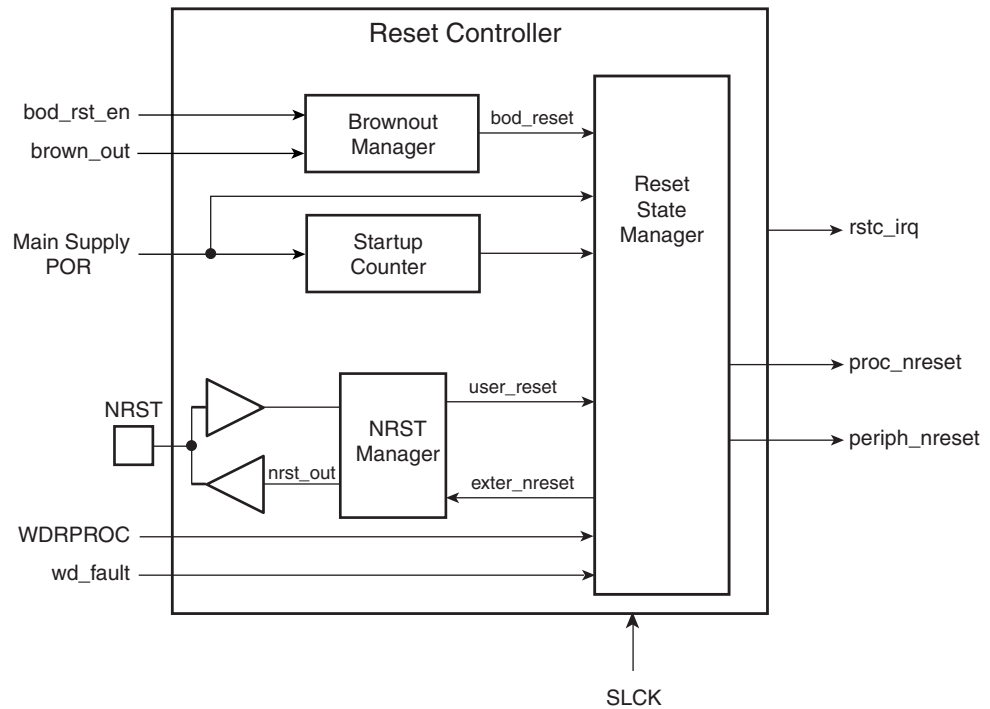 Reset Controller
bod_rst_en
brown_out
Brownout
Manager
bod_reset
Reset
State
Manager
Main Supply
POR
Startup
Counter
rstc_irq
proc_nreset
periph_nreset
NRST
NRST
Manager
user_reset
nrst_out
exter_nreset
WDRPROC
wd_fault
SLCK